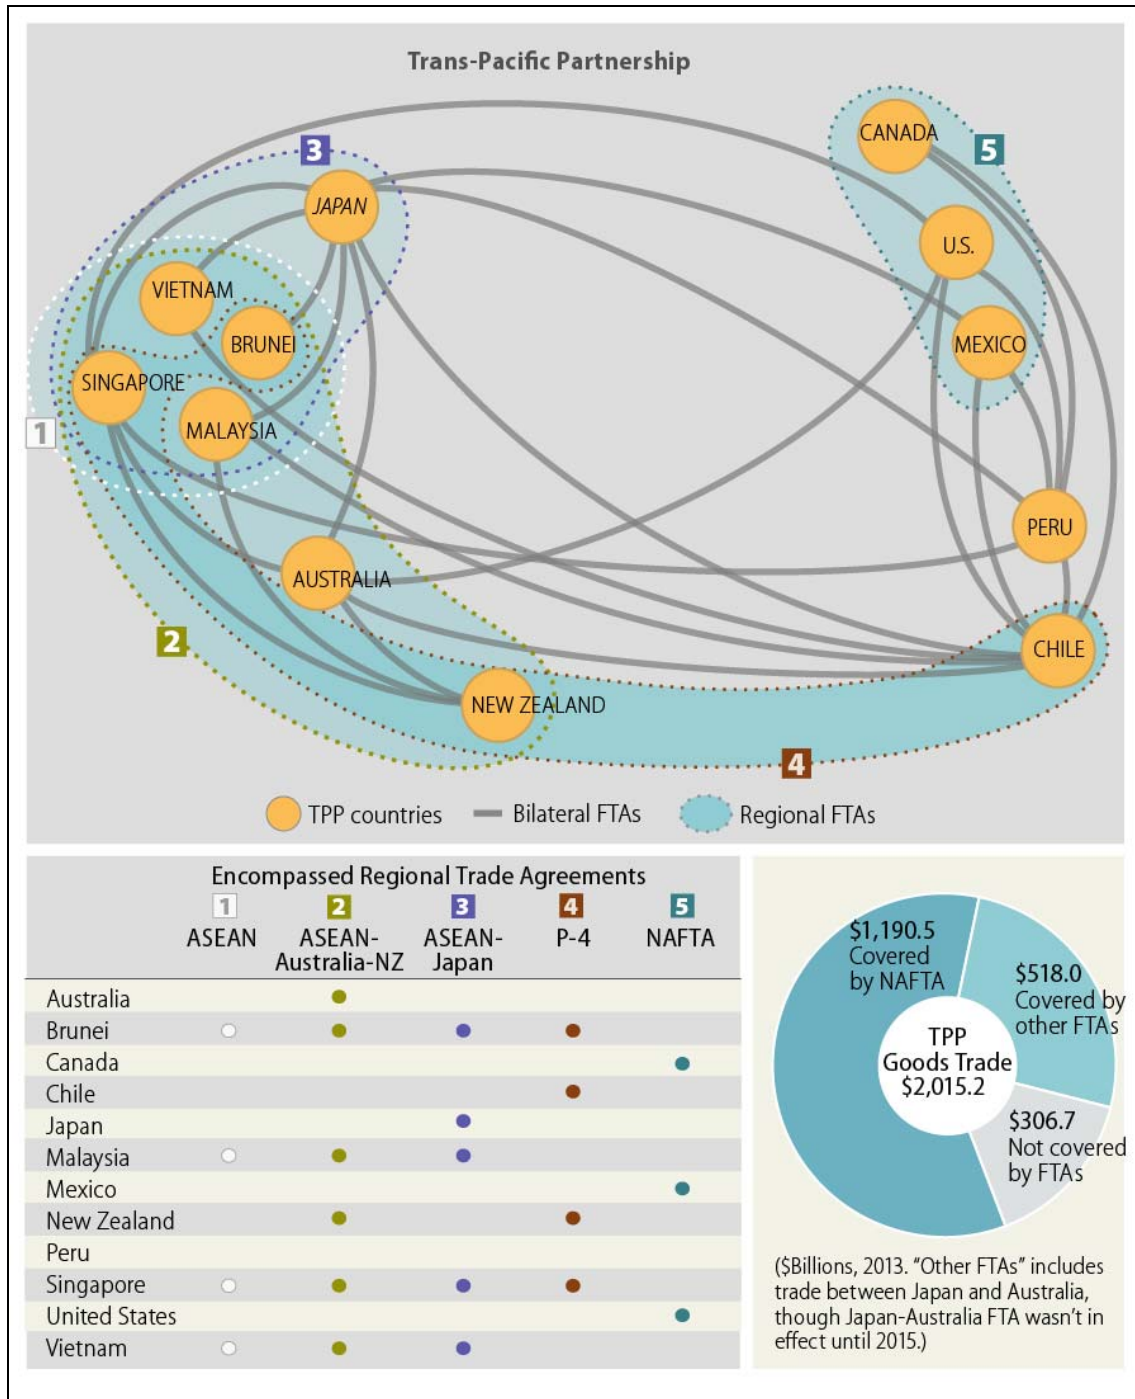 Trans-Pacific Partnership
CANADA
3
5
JAPAN
U.S.
VIETNAM
BRUNEI
MEXICO
SINGAPORE
MALAYSIA
1
PERU
AUSTRALIA
2
CHILE
NEW ZEALAND
4
TPP countries
Bilateral FTAs
Regional FTAs
Encompassed Regional Trade Agreements
1 2 3 4 5
ASEAN ASEAN- ASEAN- P-4 NAFTA
Australia-NZ Japan
Australia
Brunei
Canada
Chile
Japan
Malaysia
Mexico
New Zealand
Peru
Singapore
United States
Vietnam
$1,190.5
Covered
by NAFTA
$518.0
Covered by
other FTAs
TPP
Goods Trade
$2,015.2
$306.7
Not covered
by FTAs
($Billions, 2013. “Other FTAs” includes
trade between Japan and Australia,
though Japan-Australia FTA wasn’t in
effect until 2015.)